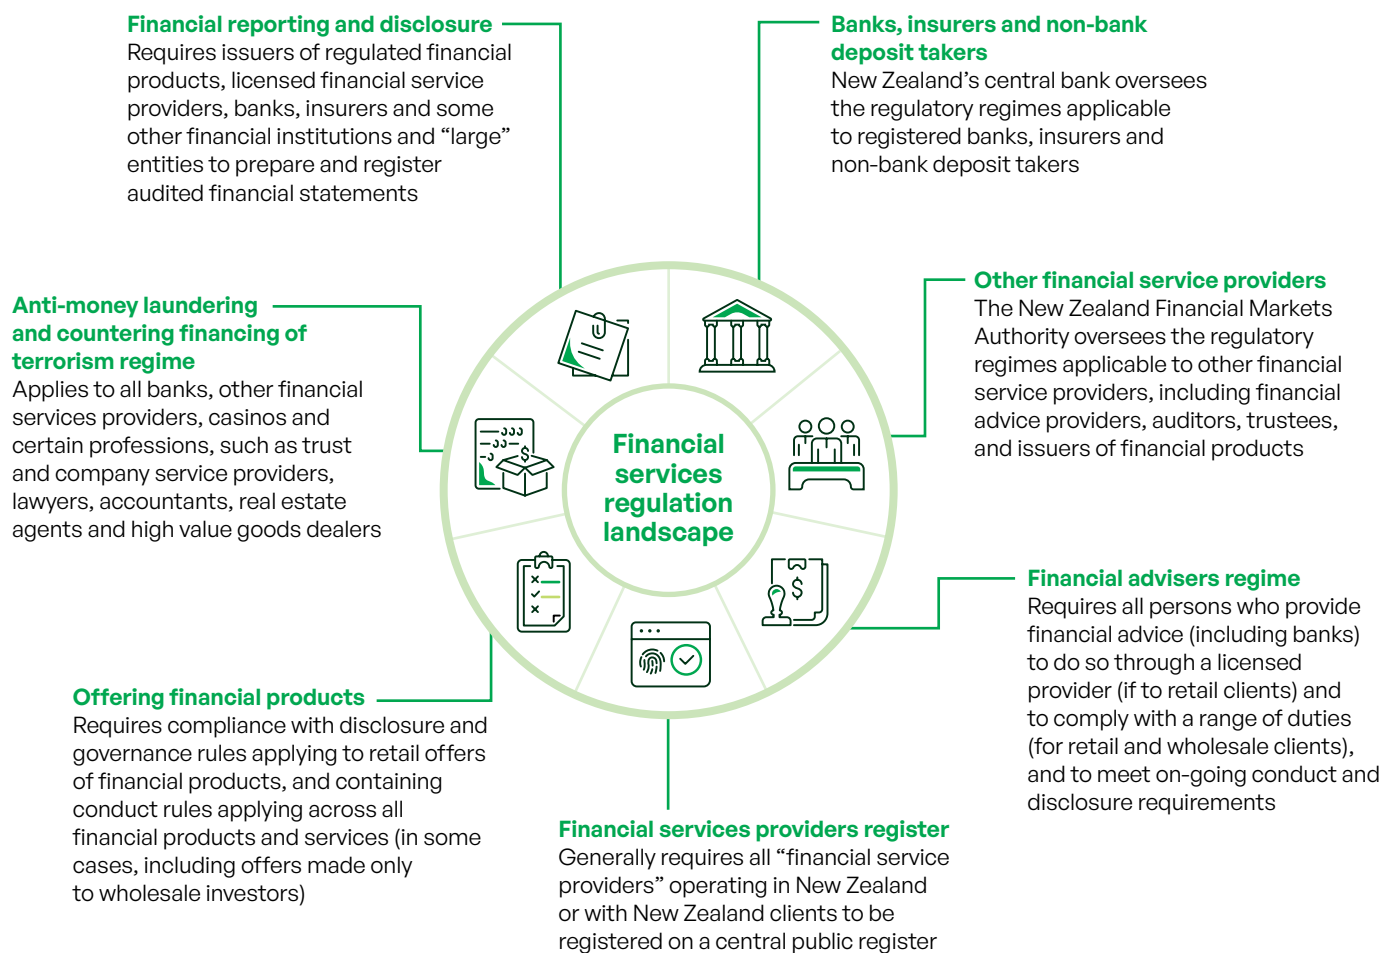 Financial reporting and disclosure
Requires issuers of regulated financial
products, licensed financial service
providers, banks, insurers and some
other financial institutions and “large”
entities to prepare and register
audited financial statements
Banks, insurers and non-bank
deposit takers
New Zealand’s central bank oversees
the regulatory regimes applicable
to registered banks, insurers and
non-bank deposit takers
Other financial service providers
The New Zealand Financial Markets
Authority oversees the regulatory
regimes applicable to other financial
service providers, including financial
advice providers, auditors, trustees,
and issuers of financial products
Anti-money laundering
and countering financing of
terrorism regime
Applies to all banks, other financial
services providers, casinos and
certain professions, such as trust
and company service providers,
lawyers, accountants, real estate
agents and high value goods dealers
Financial
services
regulation
landscape
Financial advisers regime
Requires all persons who provide
financial advice (including banks)
to do so through a licensed
provider (if to retail clients) and
to comply with a range of duties
(for retail and wholesale clients),
and to meet on-going conduct and
disclosure requirements
Offering financial products
Requires compliance with disclosure and
governance rules applying to retail offers
of financial products, and containing
conduct rules applying across all
financial products and services (in some
cases, including offers made only
to wholesale investors)
Financial services providers register
Generally requires all “financial service
providers” operating in New Zealand
or with New Zealand clients to be
registered on a central public register